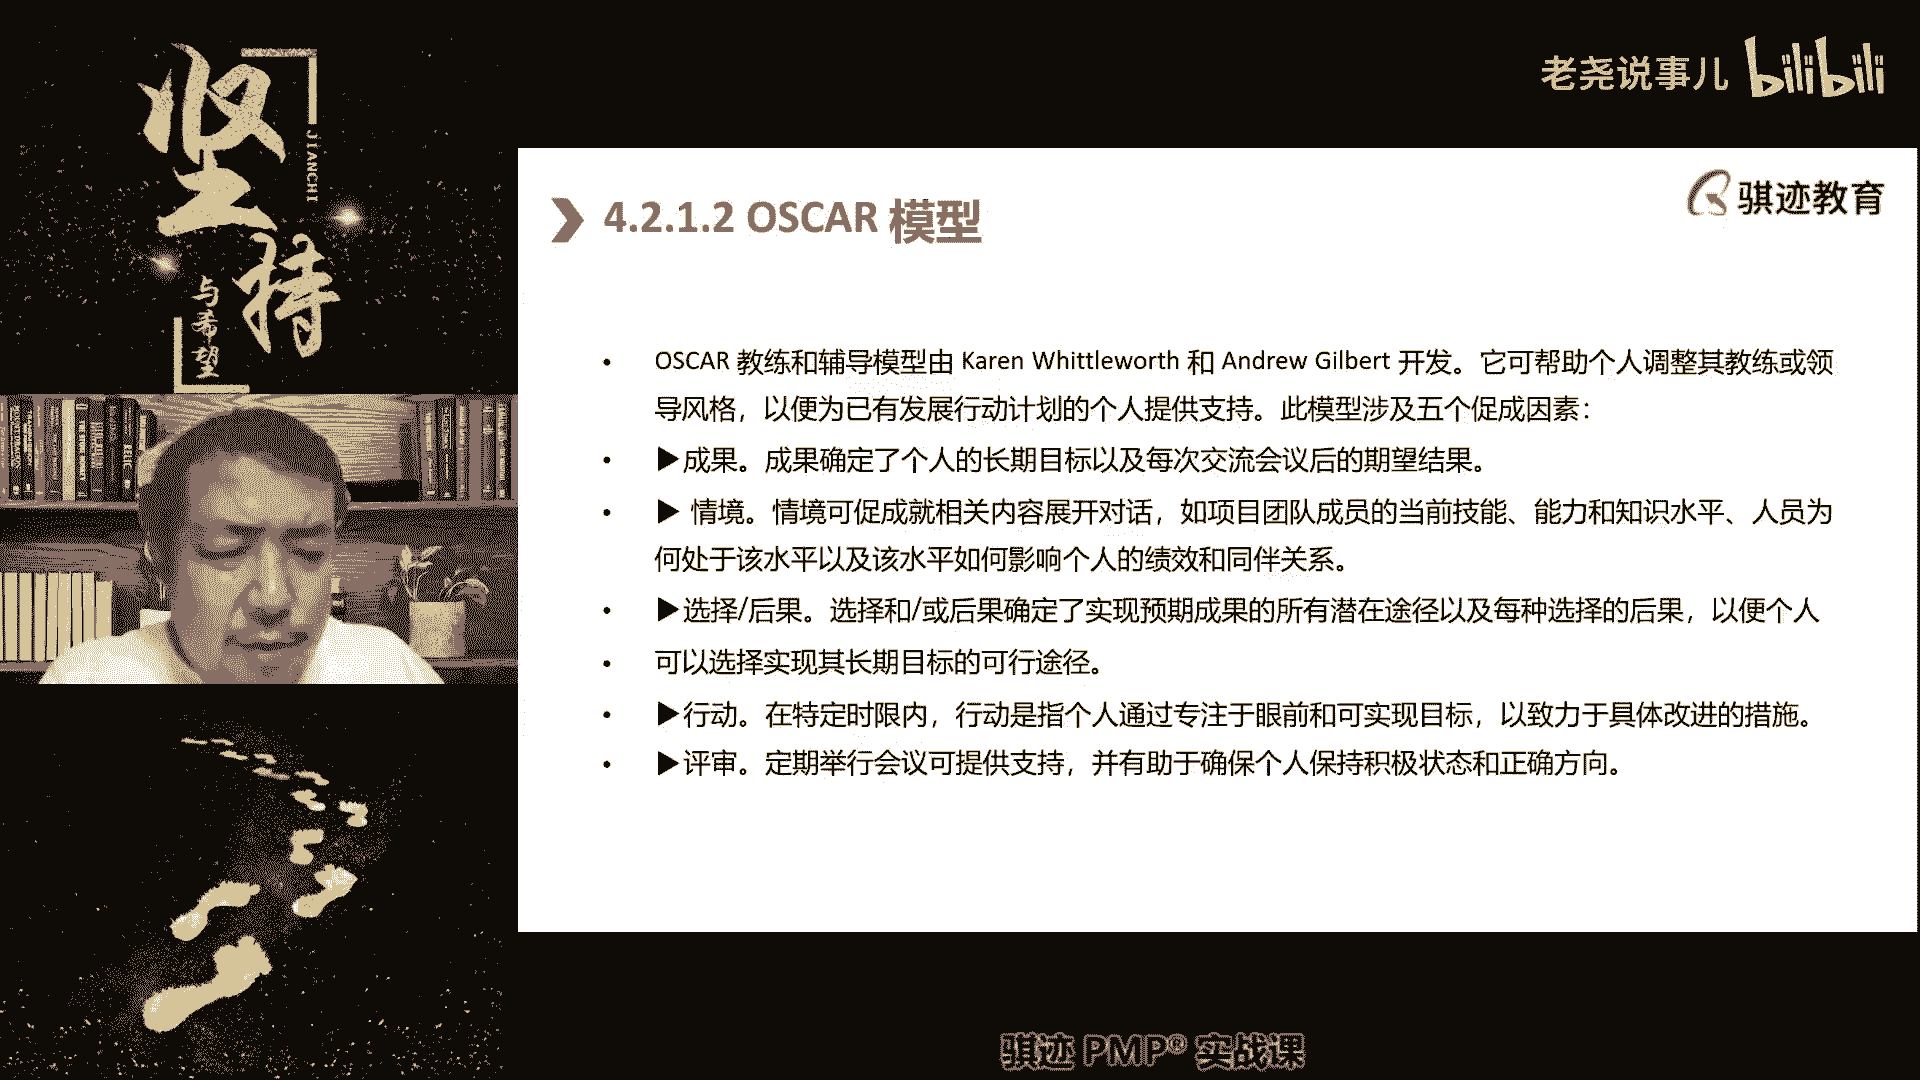 坚持
JIANCHI
与希望
老尧说事儿 bilibili
骐迹教育
4.2.1.2 OSCAR 模型
• OSCAR 教练和辅导模型由 Karen Whittleworth 和 Andrew Gilbert 开发。它可帮助个人调整其教练或领
导风格，以便为已有发展行动计划的个人提供支持。此模型涉及五个促成因素：
• ▶成果。成果确定了个人的长期目标以及每次交流会议后的期望结果。
• ▶ 情境。情境可促成就相关内容展开对话，如项目团队成员的当前技能、能力和知识水平、人员为
何处于该水平以及该水平如何影响个人的绩效和同伴关系。
• ▶选择/后果。选择和/或后果确定了实现预期成果的所有潜在途径以及每种选择的后果，以便个人
• 可以选择实现其长期目标的可行途径。
• ▶行动。在特定时限内，行动是指个人通过专注于眼前和可实现目标，以致力于具体改进的措施。
• ▶评审。定期举行会议可提供支持，并有助于确保个人保持积极状态和正确方向。
骐迹 PMP® 实战课